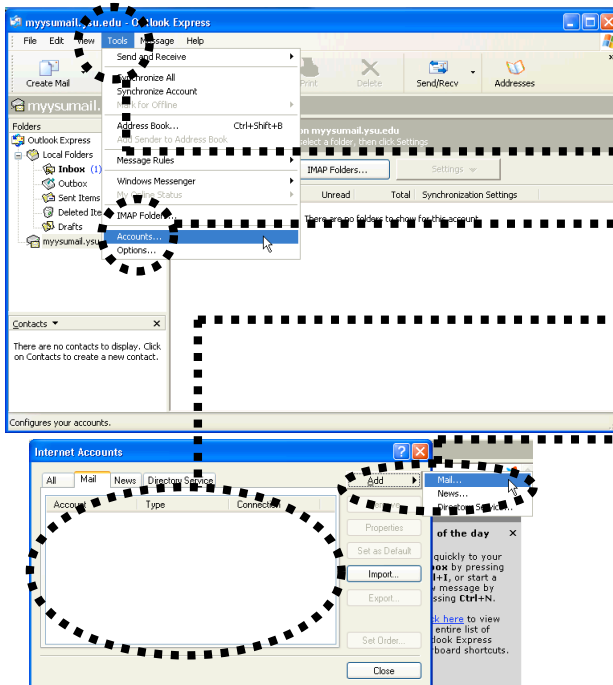 myysumail.ysu.edu - Outlook Express
File Edit View Tools Message Help
Create Mail Print Delete Send/Recv Addresses
Send and Receive
Synchronize All
Synchronize Account
Mark for Offline
Address Book... Ctrl+Shift+B
Add Sender to Address Book
Message Rules
Windows Messenger
My Online Status
IMAP Folders...
Accounts...
Options...
myysumail.
Folders
Outlook Express
Local Folders
Inbox (1)
Outbox
Sent Items
Deleted Ite
Drafts
myysumail.ysu
on myysumail.ysu.edu
select a folder, then click Settings
IMAP Folders... Settings
Unread Total Synchronization Settings
There are no folders to show for this account
Contacts
There are no contacts to display. Click
on Contacts to create a new contact.
Configures your accounts.
Internet Accounts
All Mail News Directory Service
Account Type Connection
Add
Remove
Properties
Set as Default
Import...
Export...
Set Order...
Close
Mail...
News...
Directory Service...
of the day
quickly to your
box by pressing
l+I, or start a
message by
ssing Ctrl+N.
ck here to view
entire list of
look Express
board shortcuts.